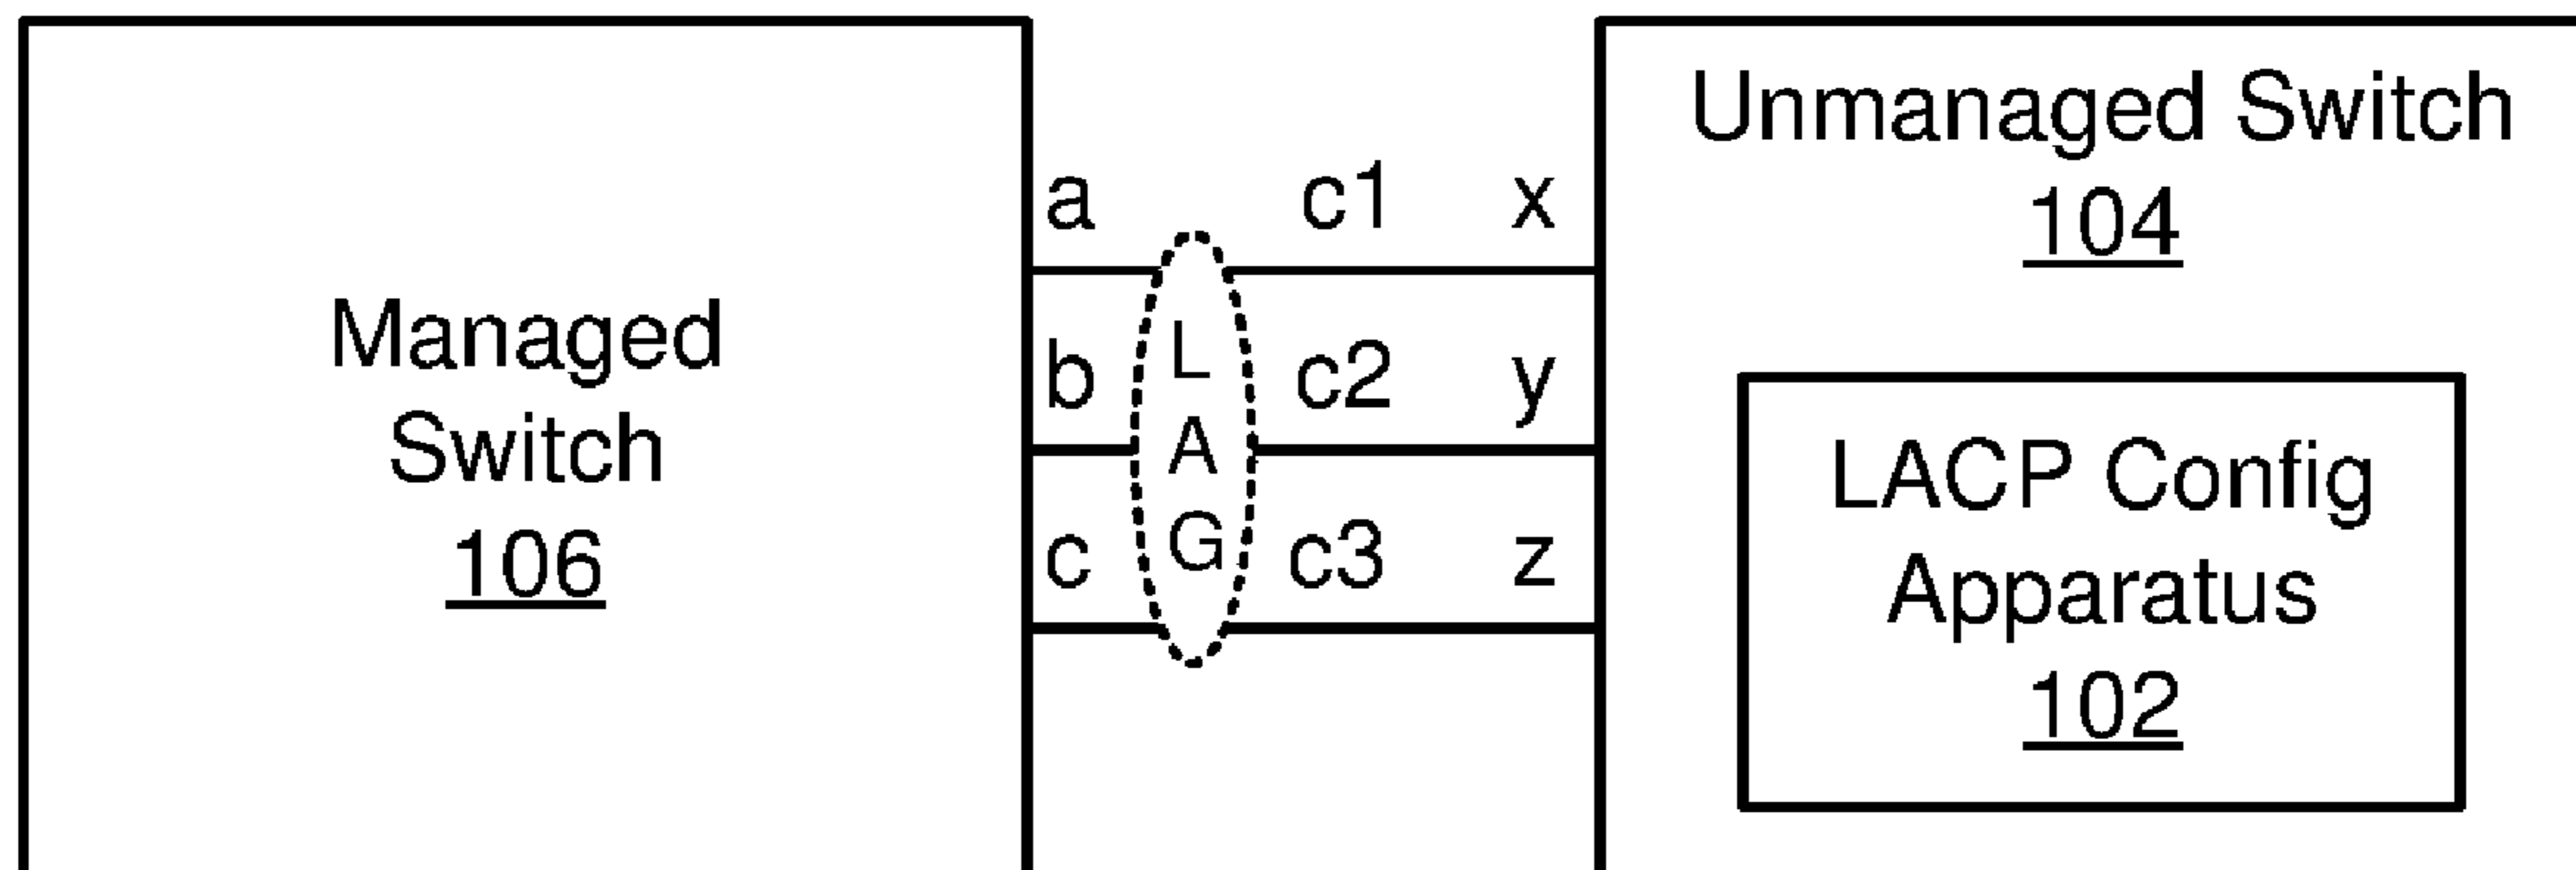 Managed
Switch
106
a
c1
x
b
c2
y
c
c3
z
L
A
G
Unmanaged Switch
104
LACP Config
Apparatus
102